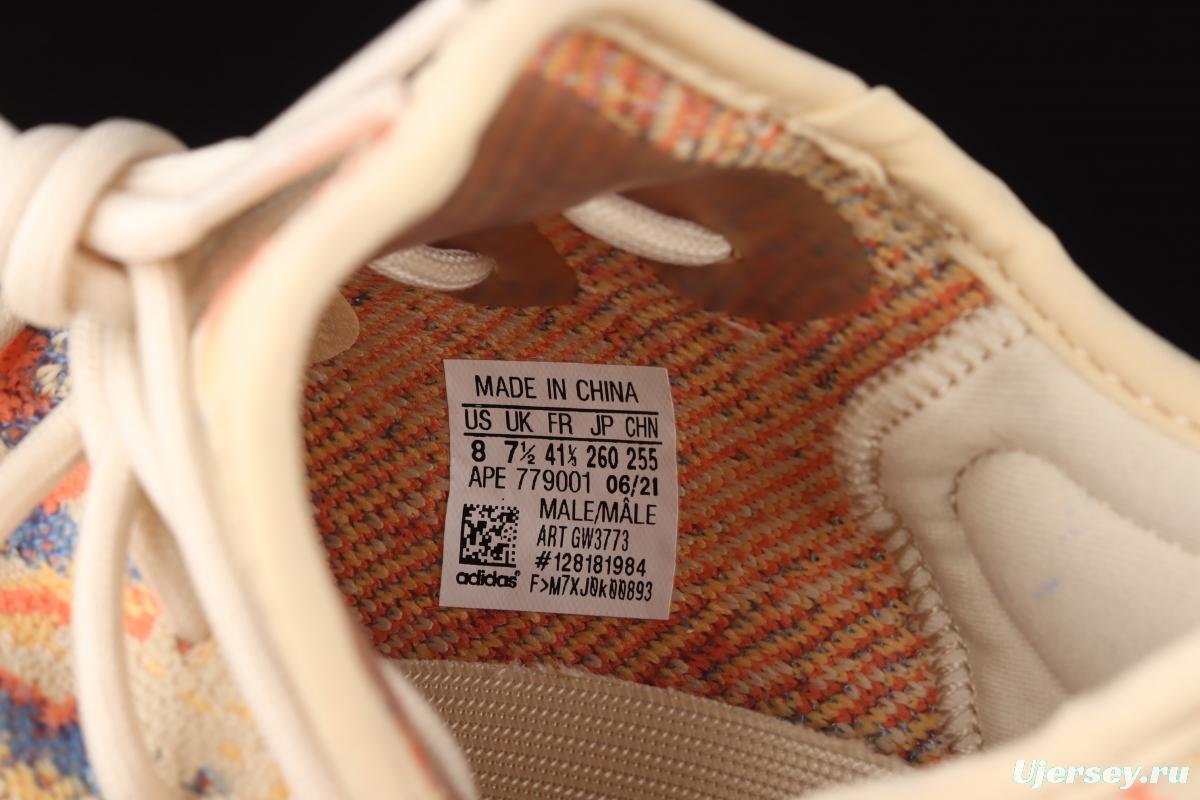 MADE IN CHINA
US UK FR JP CHN
8 7½ 41⅓ 260 255
APE 779001 06/21
MALE/MÂLE
ART GW3773
#128181984
adidas® F>M7XJ0k00893
Ujersey.ru